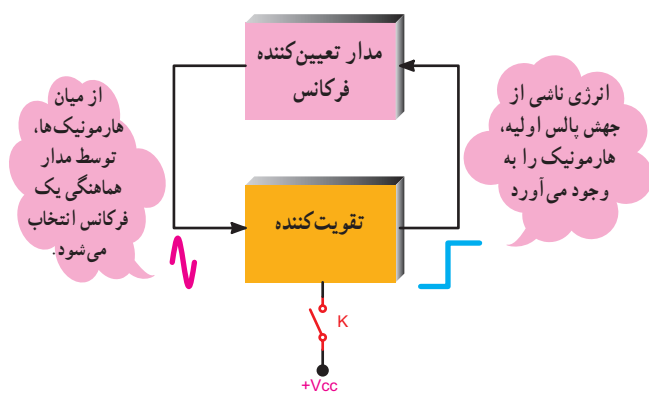 مدار تعیین‌کننده
فرکانس
انرژی ناشی از
جهش پالس اولیه،
هارمونیک را به
وجود می‌آورد
از میان
هارمونیک‌ها،
توسط مدار
هماهنگی یک
فرکانس انتخاب
می‌شود.
تقویت‌کننده
K
+Vcc